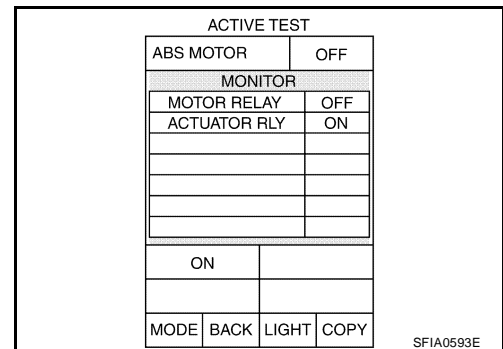 ACTIVE TEST
ABS MOTOR OFF
MONITOR
MOTOR RELAY OFF
ACTUATOR RLY ON
ON
MODE BACK LIGHT COPY
SFIA0593E